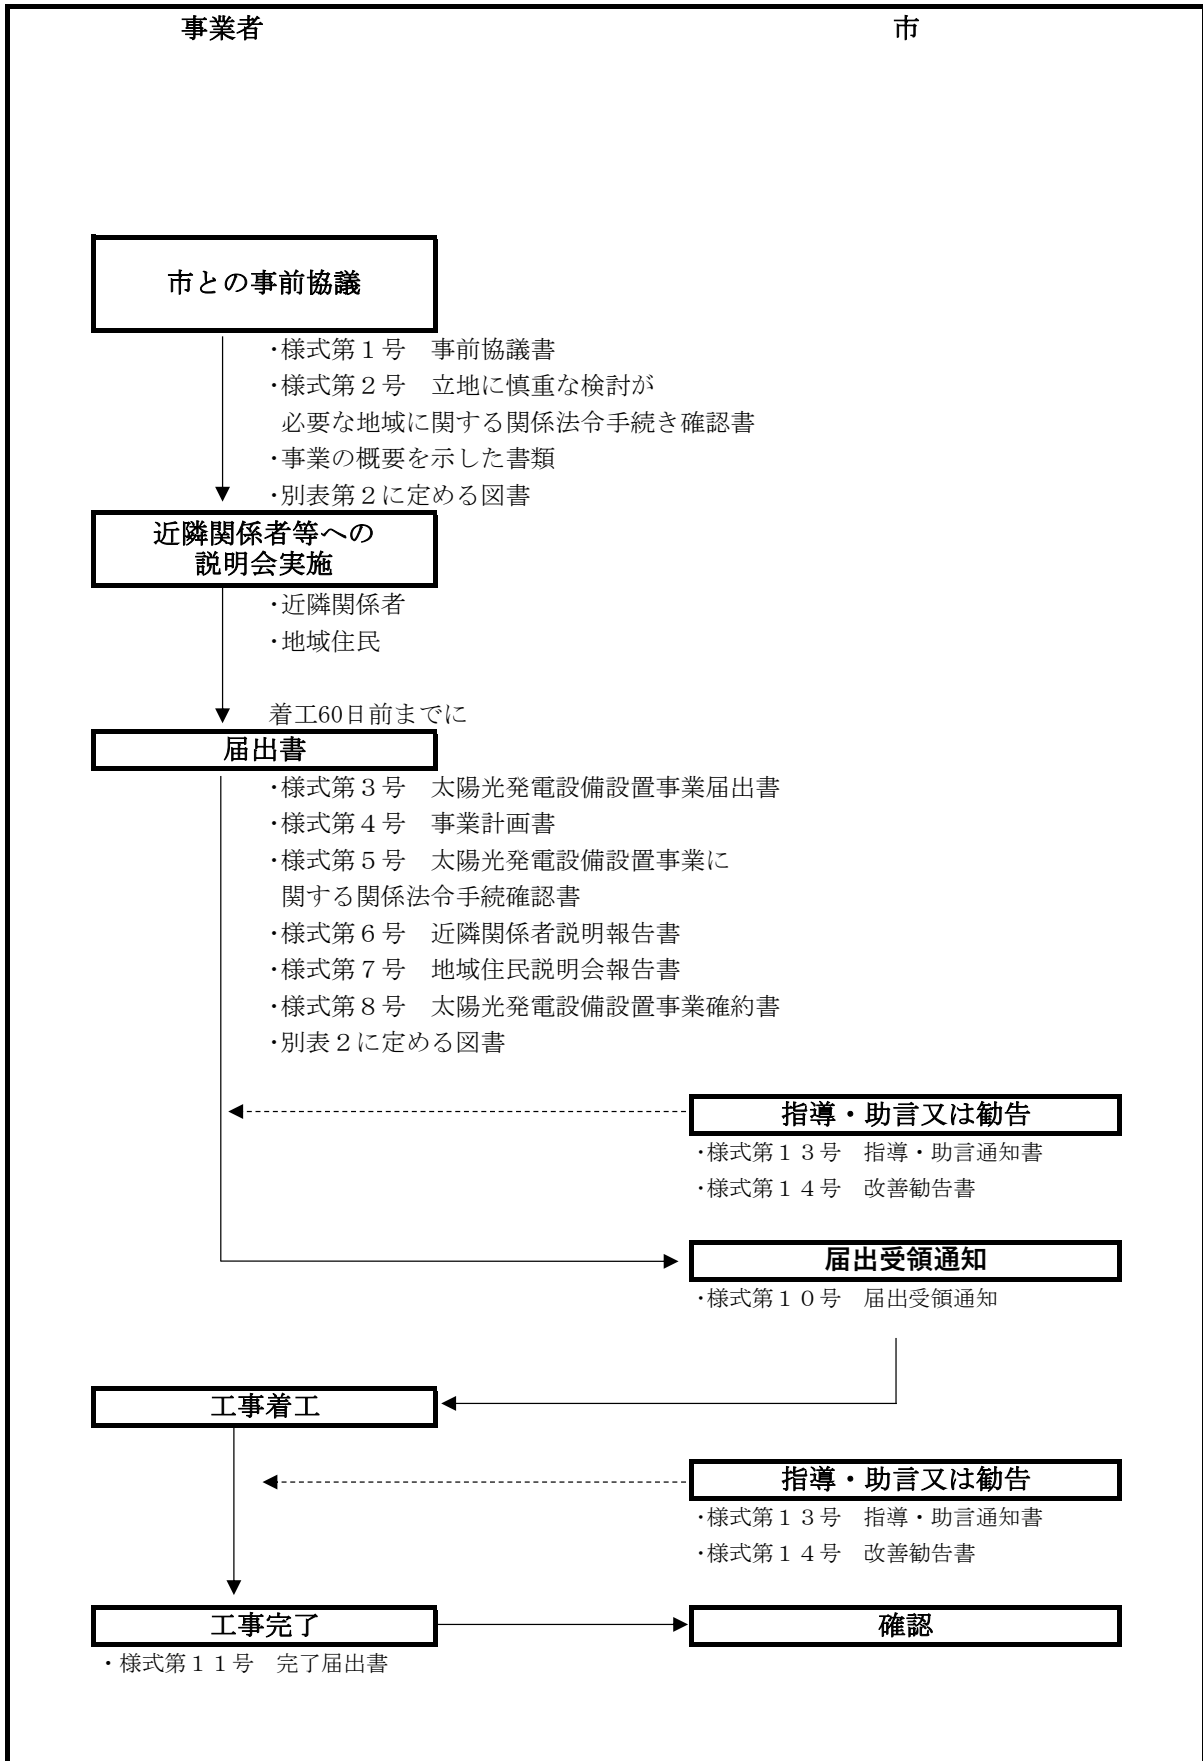 事業者
市
市との事前協議
・様式第１号　事前協議書
・様式第２号　立地に慎重な検討が
必要な地域に関する関係法令手続き確認書
・事業の概要を示した書類
・別表第２に定める図書
近隣関係者等への
説明会実施
・近隣関係者
・地域住民
着工60日前までに
届出書
・様式第３号　太陽光発電設備設置事業届出書
・様式第４号　事業計画書
・様式第５号　太陽光発電設備設置事業に
関する関係法令手続確認書
・様式第６号　近隣関係者説明報告書
・様式第７号　地域住民説明会報告書
・様式第８号　太陽光発電設備設置事業確約書
・別表２に定める図書
指導・助言又は勧告
・様式第１３号　指導・助言通知書
・様式第１４号　改善勧告書
届出受領通知
・様式第１０号　届出受領通知
工事着工
指導・助言又は勧告
・様式第１３号　指導・助言通知書
・様式第１４号　改善勧告書
工事完了
確認
・様式第１１号　完了届出書